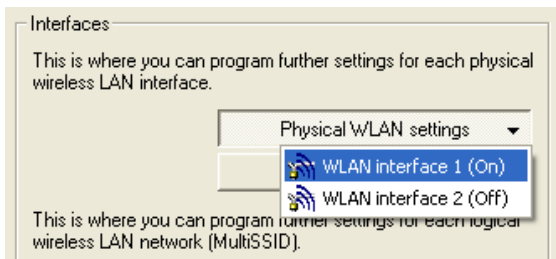 Interfaces
This is where you can program further settings for each physical
wireless LAN interface.
Physical WLAN settings
WLAN interface 1 (On)
WLAN interface 2 (Off)
This is where you can program further settings for each logical
wireless LAN network (MultiSSID).